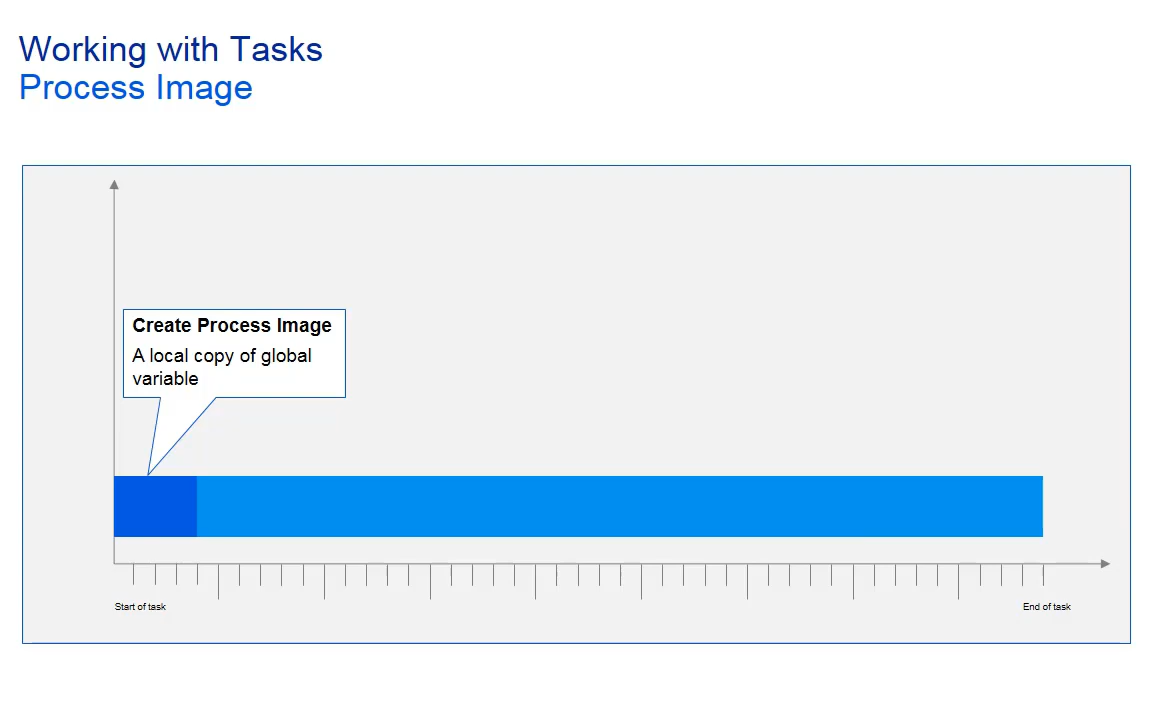 Working with Tasks
Process Image
Create Process Image
A local copy of global
variable
Start of task
End of task